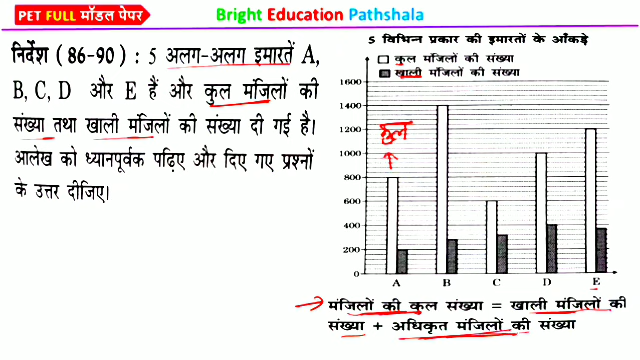 PET FULL मॉडल पेपर
Bright Education Pathshala
निर्देश (86-90) : 5 अलग-अलग इमारतें A,
B, C, D और E हैं और कुल मंजिलों की
संख्या तथा खाली मंजिलों की संख्या दी गई है।
आलेख को ध्यानपूर्वक पढ़िए और दिए गए प्रश्नों
के उत्तर दीजिए।
5 विभिन्न प्रकार की इमारतों के आँकड़े
कुल मंजिलों की संख्या
खाली मंजिलों की संख्या
1600
1400
1200
1000
800
600
400
200
0
कुल
A B C D E
मंजिलों की कुल संख्या = खाली मंजिलों की
संख्या + अधिकृत मंजिलों की संख्या